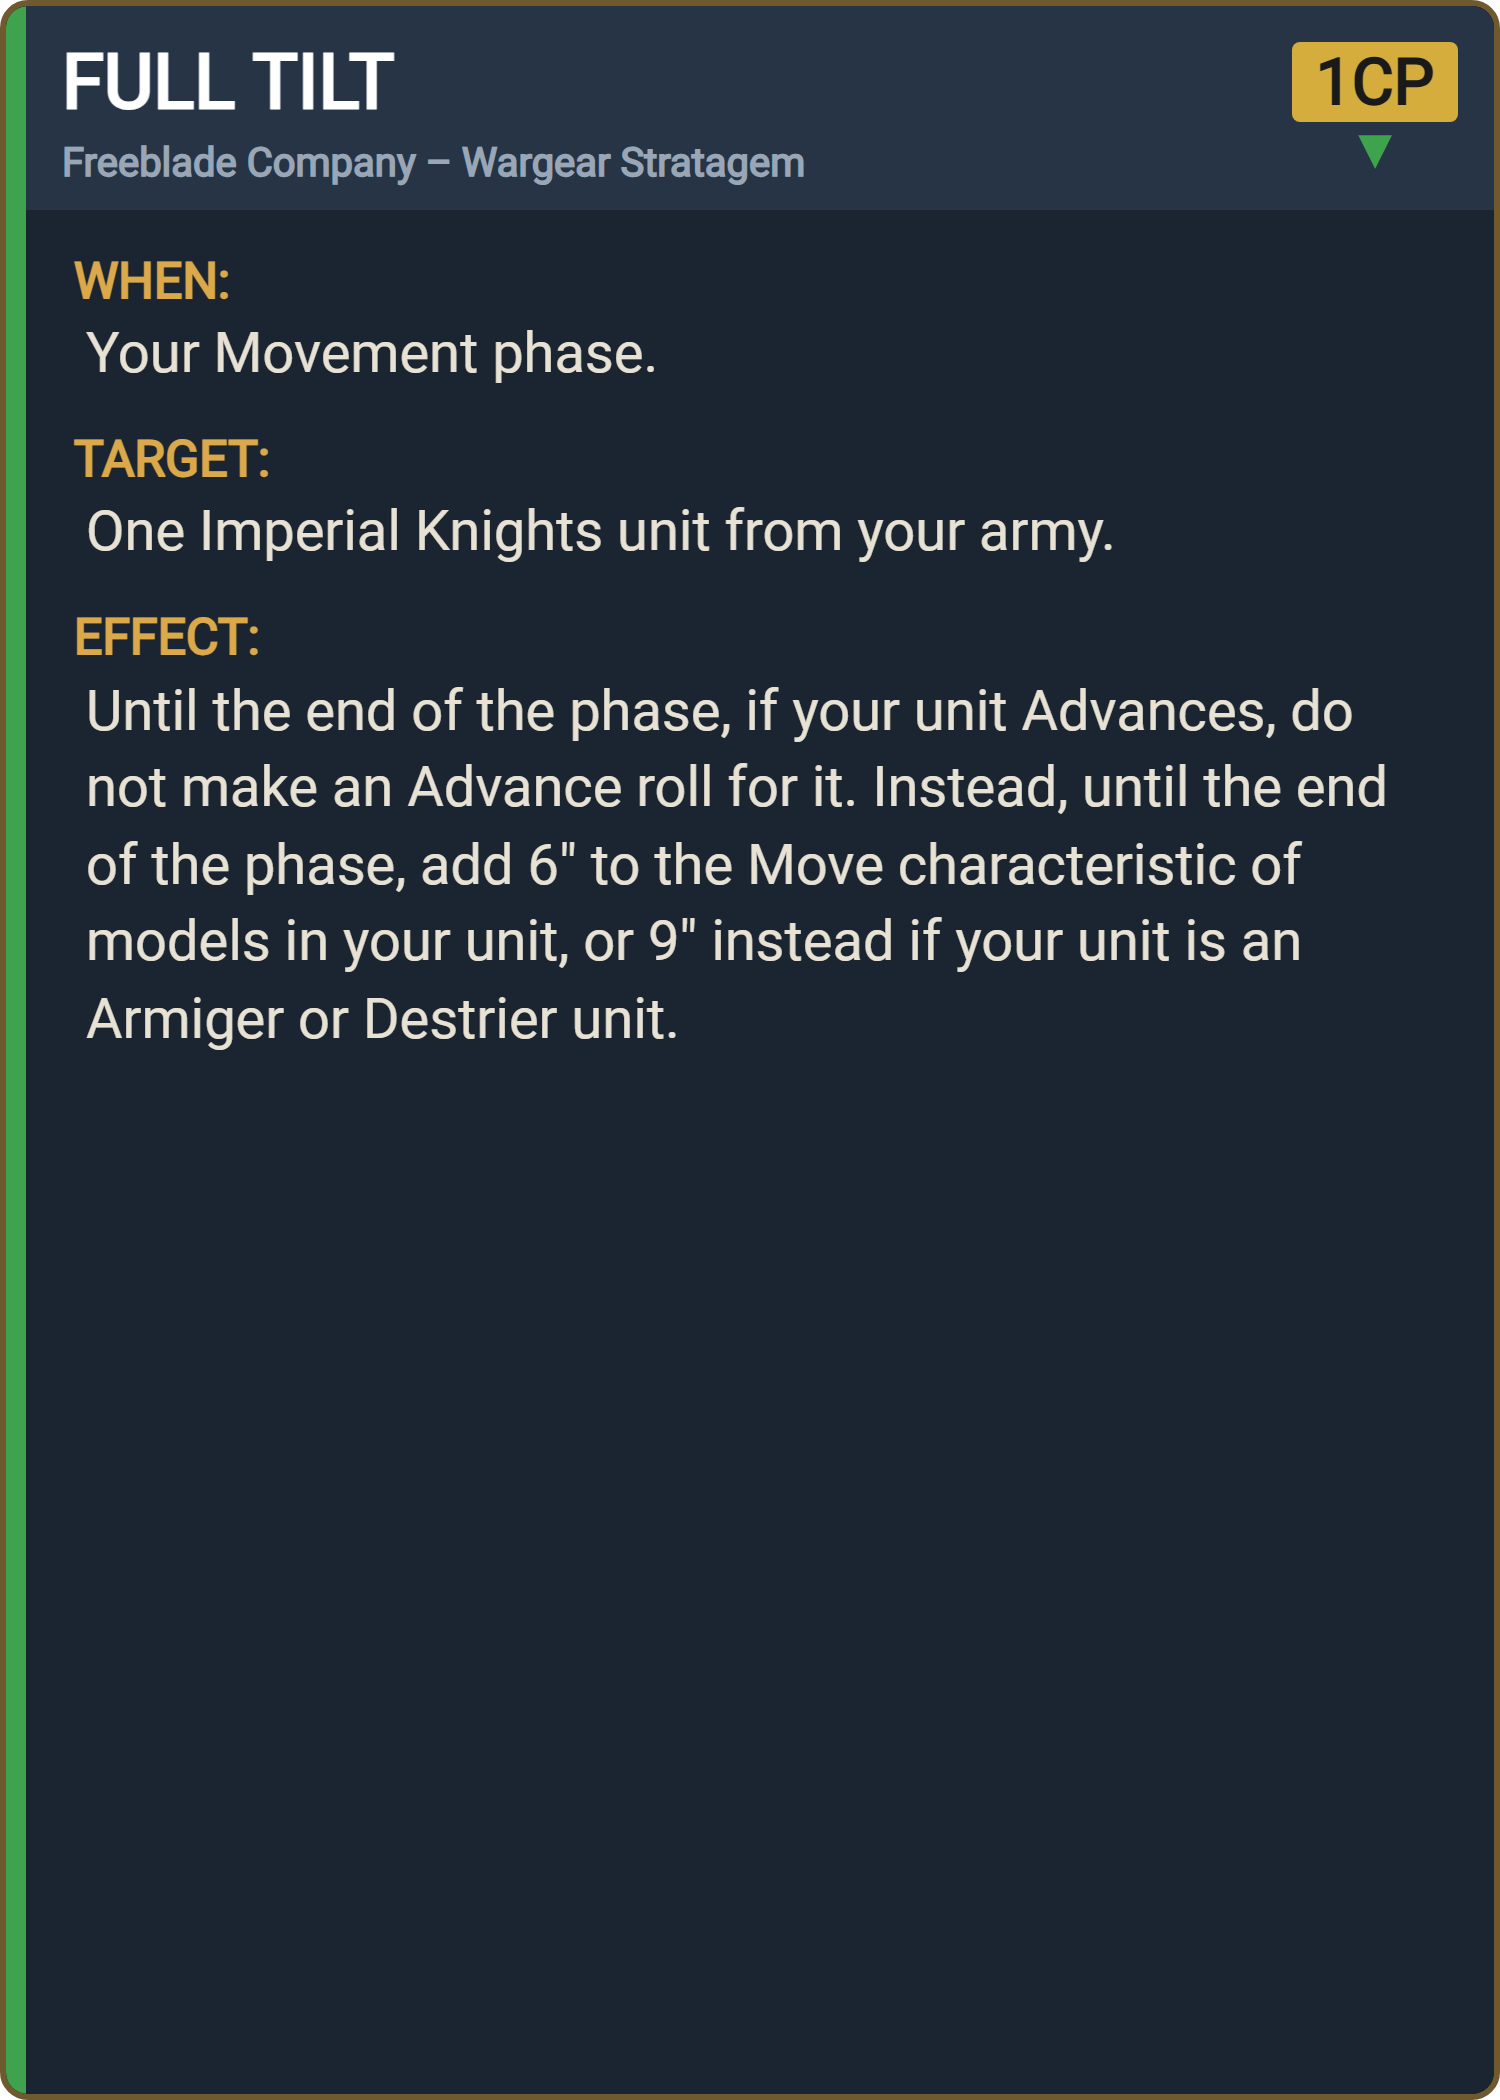 FULL TILT
1CP
Freeblade Company – Wargear Stratagem
WHEN:
Your Movement phase.
TARGET:
One Imperial Knights unit from your army.
EFFECT:
Until the end of the phase, if your unit Advances, do
not make an Advance roll for it. Instead, until the end
of the phase, add 6" to the Move characteristic of
models in your unit, or 9" instead if your unit is an
Armiger or Destrier unit.